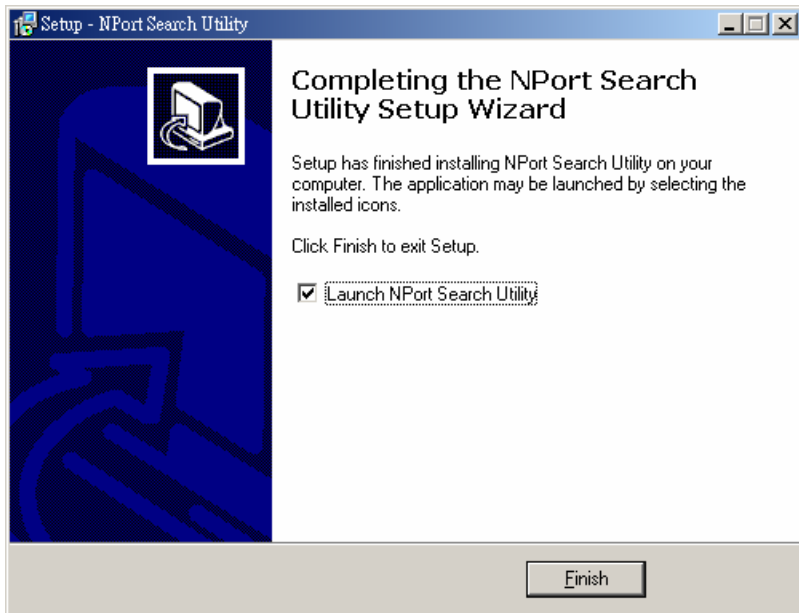 Setup - NPort Search Utility
Completing the NPort Search
Utility Setup Wizard
Setup has finished installing NPort Search Utility on your
computer. The application may be launched by selecting the
installed icons.
Click Finish to exit Setup.
Launch NPort Search Utility
Finish